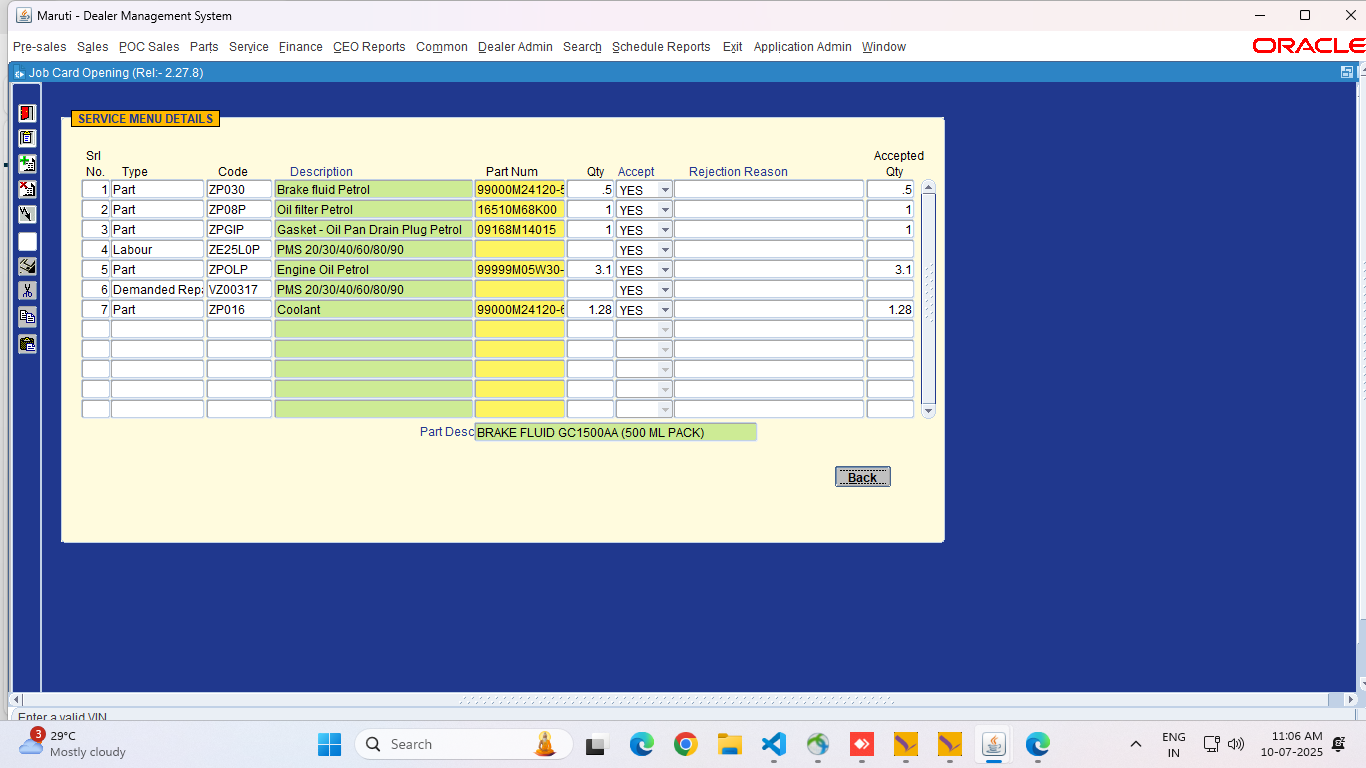 Maruti - Dealer Management System
Pre-sales Sales POC Sales Parts Service Finance CEO Reports Common Dealer Admin Search Schedule Reports Exit Application Admin Window
ORACLE
Job Card Opening (Rel:- 2.27.8)
SERVICE MENU DETAILS
Srl No. Type Code Description Part Num Qty Accept Rejection Reason Accepted Qty
1 Part ZP030 Brake fluid Petrol 99000M24120-5 .5 YES .5
2 Part ZP08P Oil filter Petrol 16510M68K00 1 YES 1
3 Part ZPGIP Gasket - Oil Pan Drain Plug Petrol 09168M14015 1 YES 1
4 Labour ZE25L0P PMS 20/30/40/60/80/90 YES
5 Part ZPOLP Engine Oil Petrol 99999M05W30- 3.1 YES 3.1
6 Demanded Repa VZ00317 PMS 20/30/40/60/80/90 YES
7 Part ZP016 Coolant 99000M24120-6 1.28 YES 1.28
Part Desc BRAKE FLUID GC1500AA (500 ML PACK)
Back
Enter a valid VIN
3
29°C
Mostly cloudy
Search
ENG
IN
11:06 AM
10-07-2025